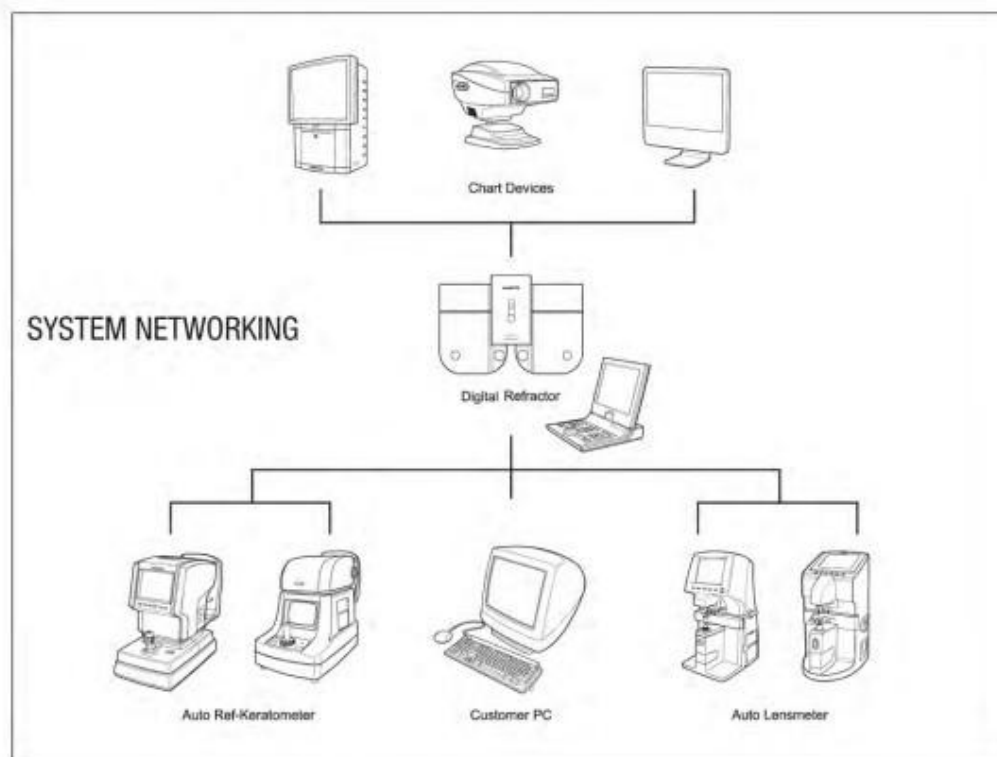 Chart Devices
SYSTEM NETWORKING
Digital Refractor
Auto Ref-Keratometer
Customer PC
Auto Lensmeter